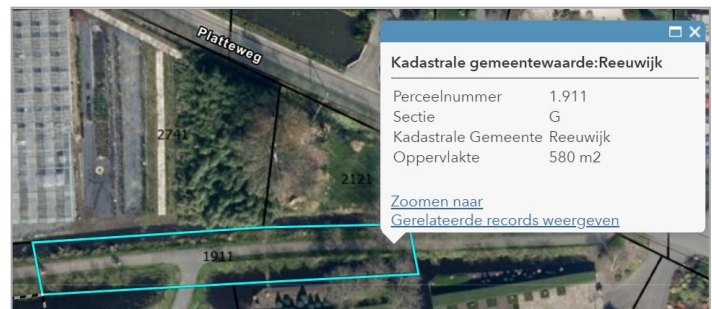 Platteweg
2741
2121
1911
Kadastrale gemeentewaarde:Reeuwijk
Perceelnummer 1.911
Sectie G
Kadastrale Gemeente Reeuwijk
Oppervlakte 580 m2
Zoomen naar
Gerelateerde records weergeven